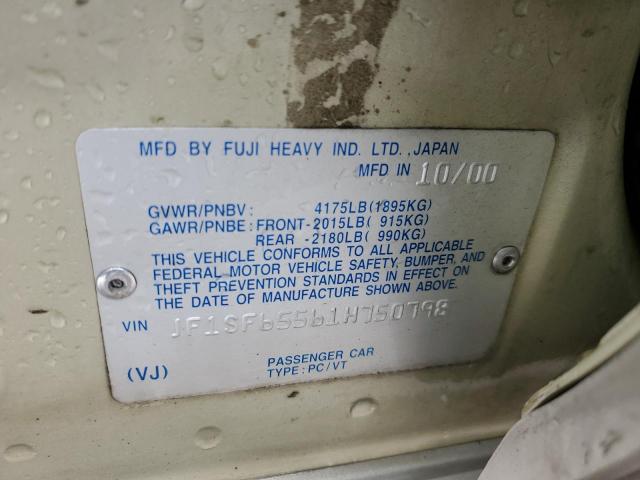 MFD BY FUJI HEAVY IND. LTD., JAPAN
MFD IN 10/00
GVWR/PNBV: 4175LB(1895KG)
GAWR/PNBE: FRONT-2015LB( 915KG)
REAR -2180LB( 990KG)
THIS VEHICLE CONFORMS TO ALL APPLICABLE
FEDERAL MOTOR VEHICLE SAFETY, BUMPER, AND
THEFT PREVENTION STANDARDS IN EFFECT ON
THE DATE OF MANUFACTURE SHOWN ABOVE.
VIN JF1SF65561H750798
(VJ) PASSENGER CAR
TYPE: PC/VT